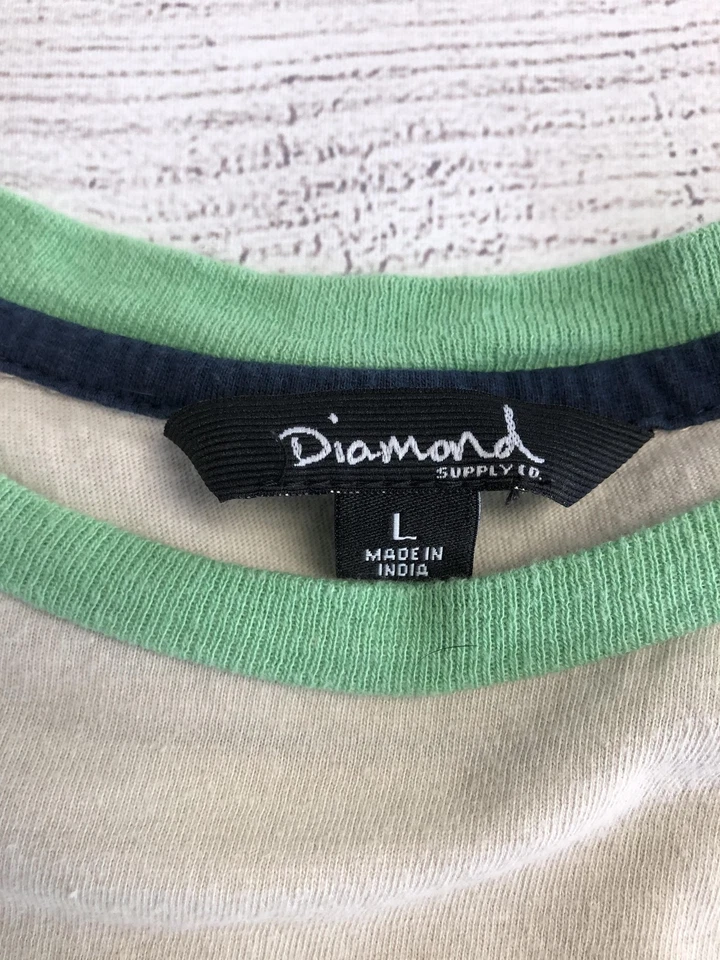 Diamond
SUPPLY CO.
L
MADE IN
INDIA